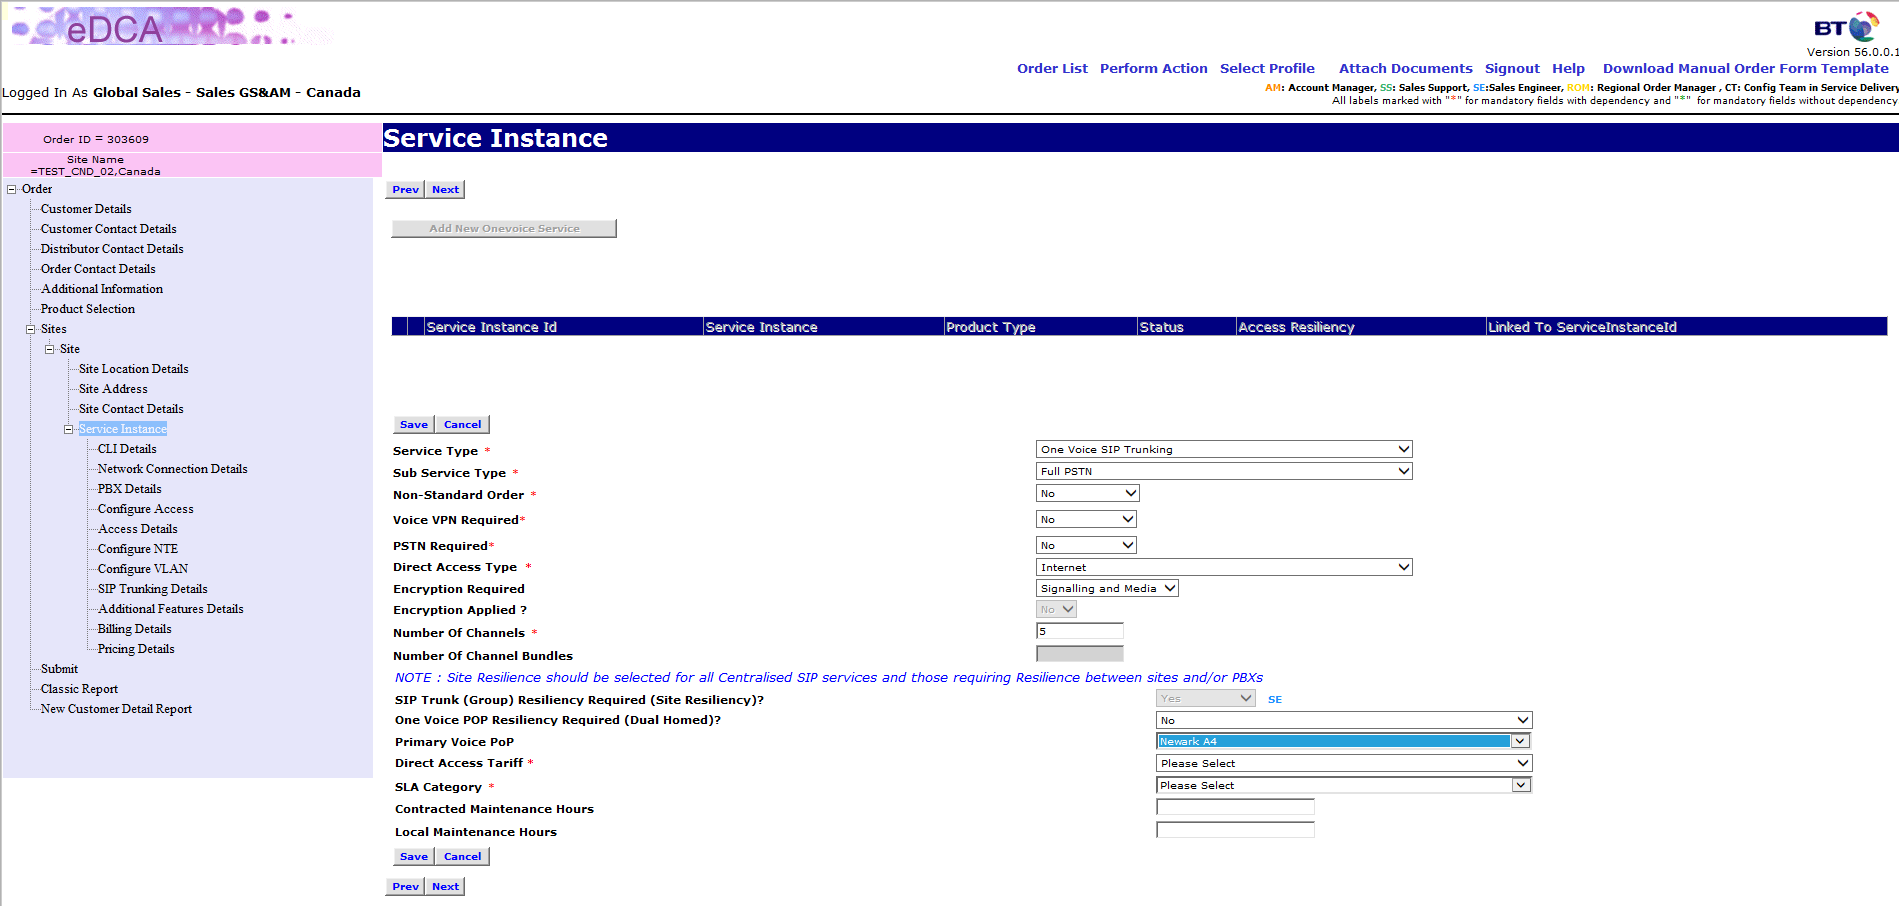 eDCA
BT
Version 56.0.0.1
Order List Perform Action Select Profile Attach Documents Signout Help Download Manual Order Form Template
Logged In As Global Sales - Sales GS&AM - Canada
AM: Account Manager, SS: Sales Support, SE:Sales Engineer, ROM: Regional Order Manager , CT: Config Team in Service Delivery
All labels marked with "*" for mandatory fields with dependency and "*" for mandatory fields without dependency
Order ID = 303609
Site Name
=TEST_CND_02,Canada
Order
Customer Details
Customer Contact Details
Distributor Contact Details
Order Contact Details
Additional Information
Product Selection
Sites
Site
Site Location Details
Site Address
Site Contact Details
Service Instance
CLI Details
Network Connection Details
PBX Details
Configure Access
Access Details
Configure NTE
Configure VLAN
SIP Trunking Details
Additional Features Details
Billing Details
Pricing Details
Submit
Classic Report
New Customer Detail Report
Service Instance
Prev Next
Add New Onevoice Service
Service Instance Id Service Instance Product Type Status Access Resiliency Linked To ServiceInstanceId
Save Cancel
Service Type * One Voice SIP Trunking
Sub Service Type * Full PSTN
Non-Standard Order * No
Voice VPN Required* No
PSTN Required* No
Direct Access Type * Internet
Encryption Required Signalling and Media
Encryption Applied ? No
Number Of Channels * 5
Number Of Channel Bundles
NOTE : Site Resilience should be selected for all Centralised SIP services and those requiring Resilience between sites and/or PBXs
SIP Trunk (Group) Resiliency Required (Site Resiliency)? Yes SE
One Voice POP Resiliency Required (Dual Homed)? No
Primary Voice PoP Newark A4
Direct Access Tariff * Please Select
SLA Category * Please Select
Contracted Maintenance Hours
Local Maintenance Hours
Save Cancel
Prev Next